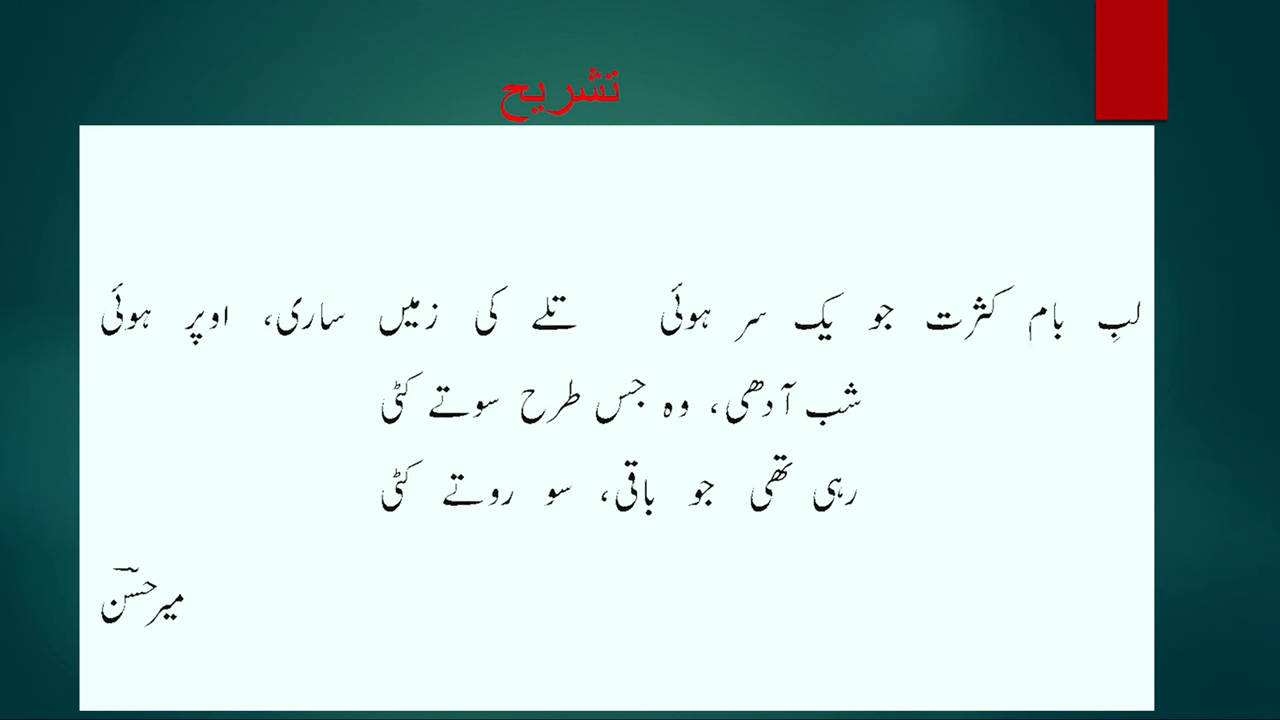 تشریح
لبِ بام کثرت جو یک سر ہوئی تلے کی زمیں ساری، اوپر ہوئی
شب آدھی، وہ جس طرح سوتے کٹی
رہی تھی جو باقی، سو روتے کٹی
میر حسنؔ